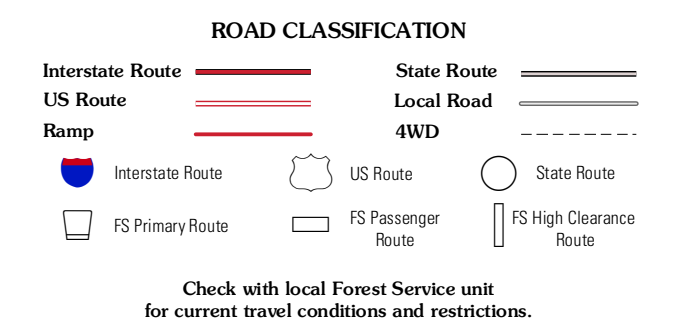 ROAD CLASSIFICATION
Interstate Route
State Route
US Route
Local Road
Ramp
4WD
Interstate Route
US Route
State Route
FS Primary Route
FS Passenger
Route
FS High Clearance
Route
Check with local Forest Service unit
for current travel conditions and restrictions.